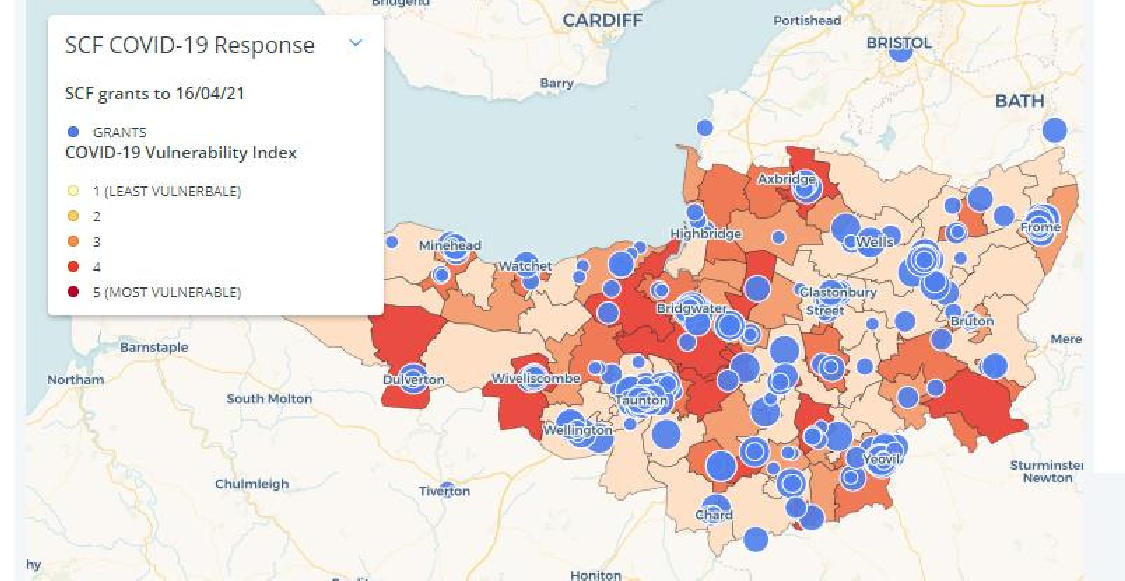 Bridgend
CARDIFF
Portishead
BRISTOL
SCF COVID-19 Response
Barry
SCF grants to 16/04/21
BATH
GRANTS
COVID-19 Vulnerability Index
1 (LEAST VULNERBALE)
2
3
4
5 (MOST VULNERABLE)
Axbridge
Highbridge
Frome
Minehead
Wells
Watchet
Glastonbury
Street
Bridgwater
Bruton
Mere
Barnstaple
Northam
Dulverton
Wiveliscombe
South Molton
Taunton
Wellington
Yeovil
Sturminster
Newton
Chulmleigh
Tiverton
Chard
hy
Honiton